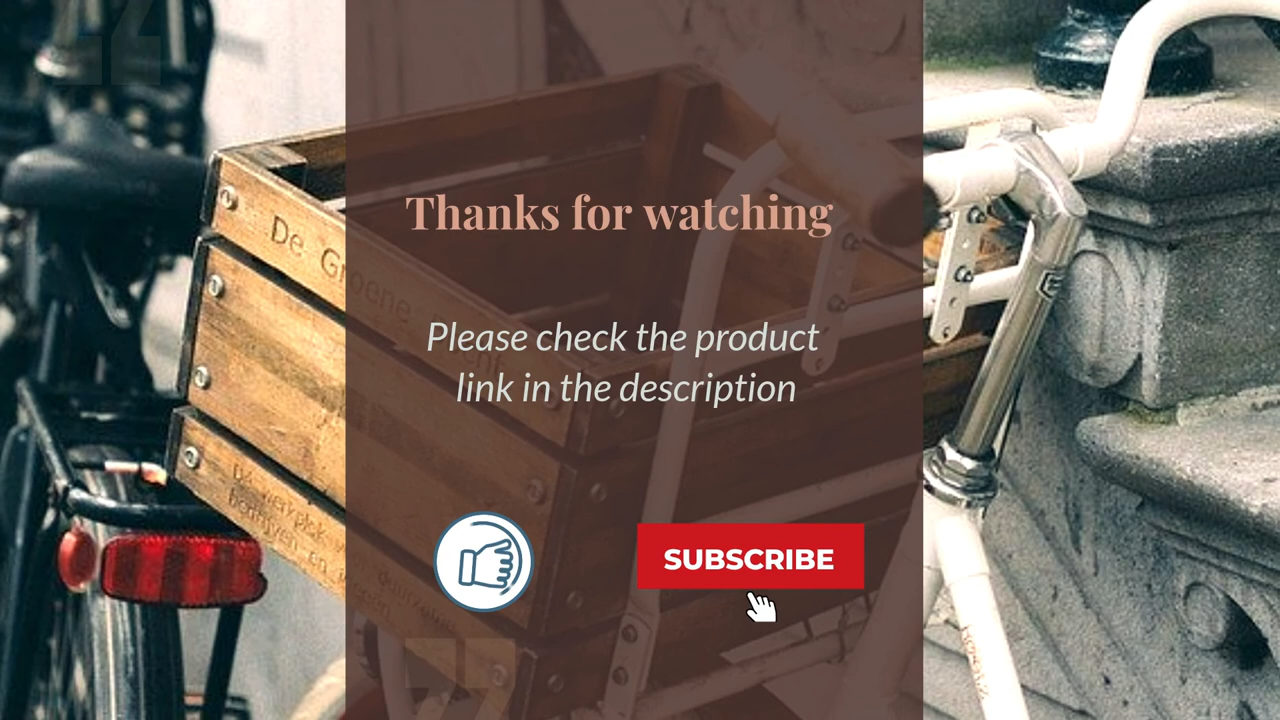 Thanks for watching
Please check the product
link in the description
SUBSCRIBE
De Groene